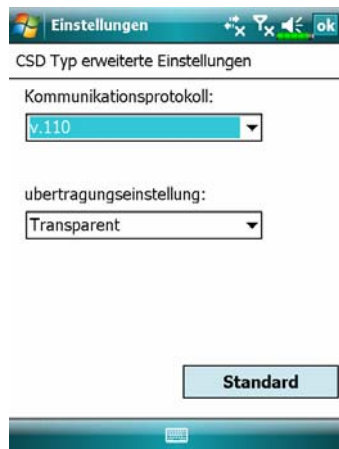 Einstellungen ok
CSD Typ erweiterte Einstellungen
Kommunikationsprotokoll:
v.110
ubertragungseinstellung:
Transparent
Standard